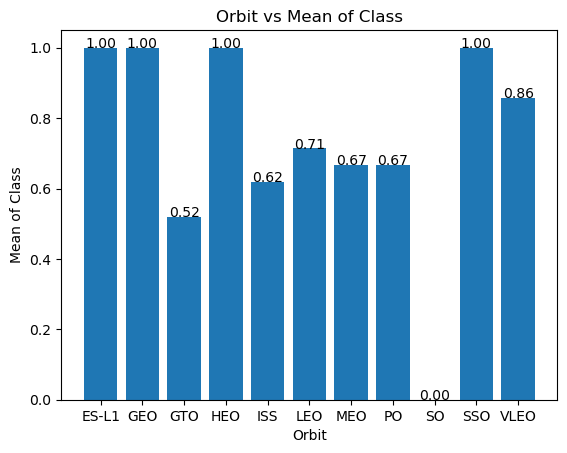 Orbit vs Mean of Class
1.00 1.00 0.52 1.00 0.62 0.71 0.67 0.67 0.00 1.00 0.86
Mean of Class
1.0
0.8
0.6
0.4
0.2
0.0
ES-L1 GEO GTO HEO ISS LEO MEO PO SO SSO VLEO
Orbit